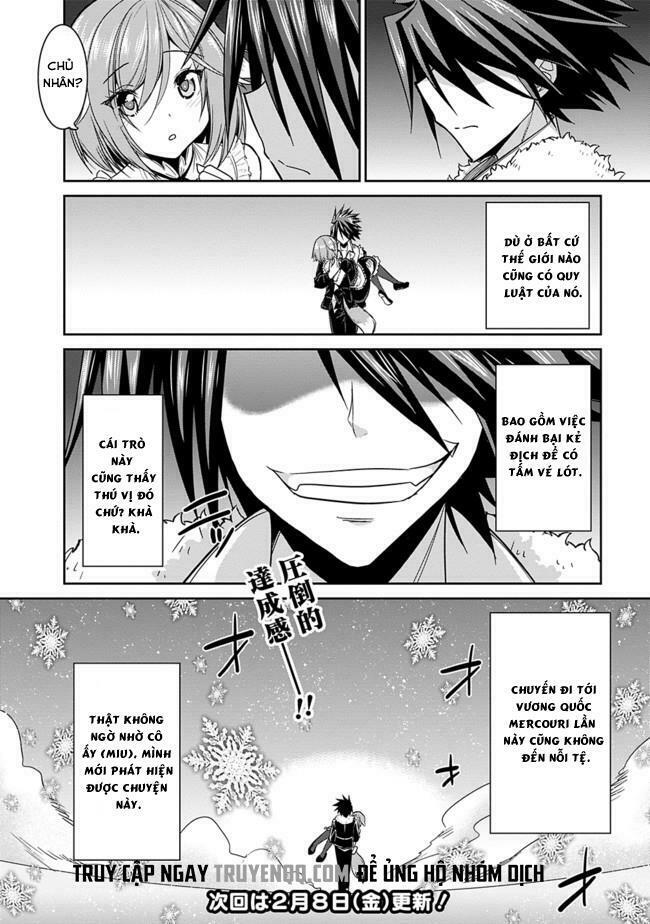 CHỦ
NHÂN?
DÙ Ở BẤT CỨ
THẾ GIỚI NÀO
CŨNG CÓ QUY
LUẬT CỦA NÓ.
BAO GỒM VIỆC
ĐÁNH BẠI KẺ
ĐỊCH ĐỂ CÓ
TẤM VÉ LÓT.
CÁI TRÒ
NÀY
CŨNG THẤY
THÚ VỊ ĐÓ
CHỨ? KHÀ
KHÀ.
圧倒的
達成感――!!
CHUYẾN ĐI TỚI
VƯƠNG QUỐC
MERCOURI LẦN
NÀY CŨNG KHÔNG
ĐẾN NỖI TỆ.
THẬT KHÔNG
NGỜ NHỜ CÔ
ẤY (MIU), MÌNH
MỚI PHÁT HIỆN
ĐƯỢC CHUYỆN
NÀY.
TRUY CẬP NGAY TRUYENQQ.COM ĐỂ ỦNG HỘ NHÓM DỊCH
次回は2月8日(金)更新!